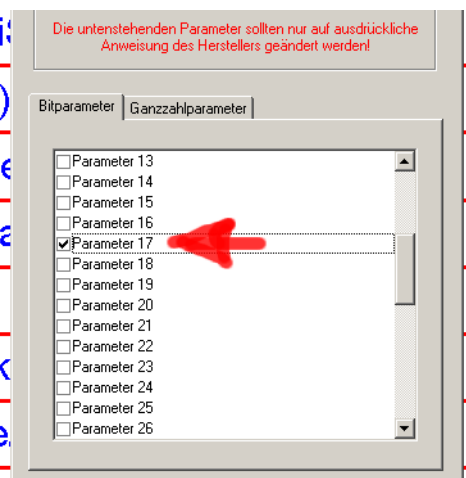 Die untenstehenden Parameter sollten nur auf ausdrückliche
Anweisung des Herstellers geändert werden!
Bitparameter Ganzzahlparameter
Parameter 13
Parameter 14
Parameter 15
Parameter 16
Parameter 17
Parameter 18
Parameter 19
Parameter 20
Parameter 21
Parameter 22
Parameter 23
Parameter 24
Parameter 25
Parameter 26